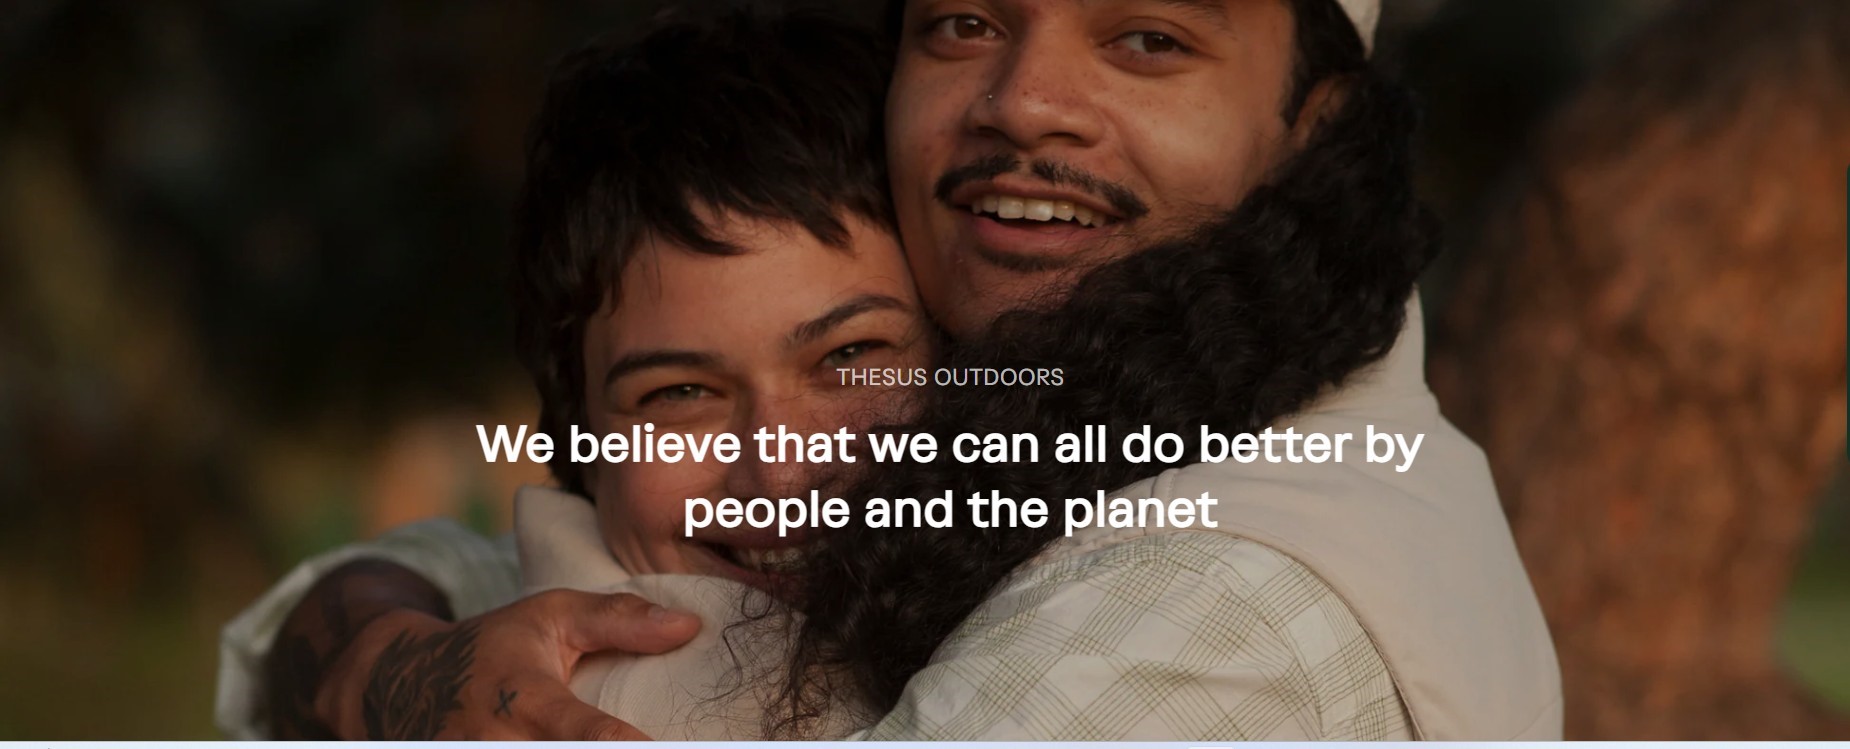 THESUS OUTDOORS
We believe that we can all do better by
people and the planet